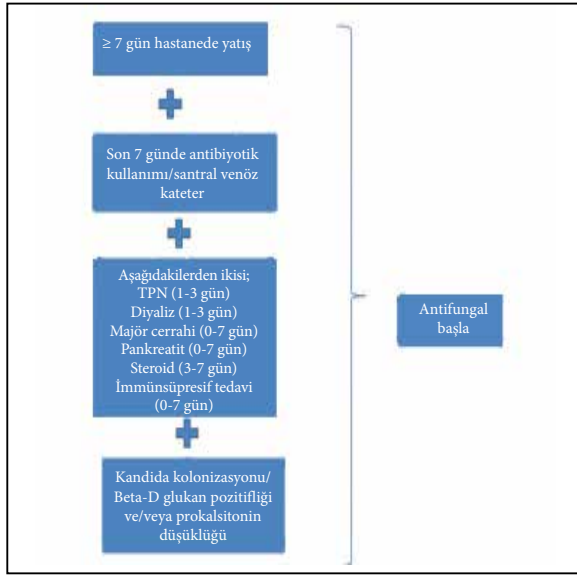 ≥ 7 gün hastanede yatış
Son 7 günde antibiyotik
kullanımı/santral venöz
kateter
Aşağıdakilerden ikisi;
TPN (1-3 gün)
Diyaliz (1-3 gün)
Majör cerrahi (0-7 gün)
Pankreatit (0-7 gün)
Steroid (3-7 gün)
İmmünsüpresif tedavi
(0-7 gün)
Kandida kolonizasyonu/
Beta-D glukan pozitifliği
ve/veya prokalsitonin
düşüklüğü
Antifungal
başla